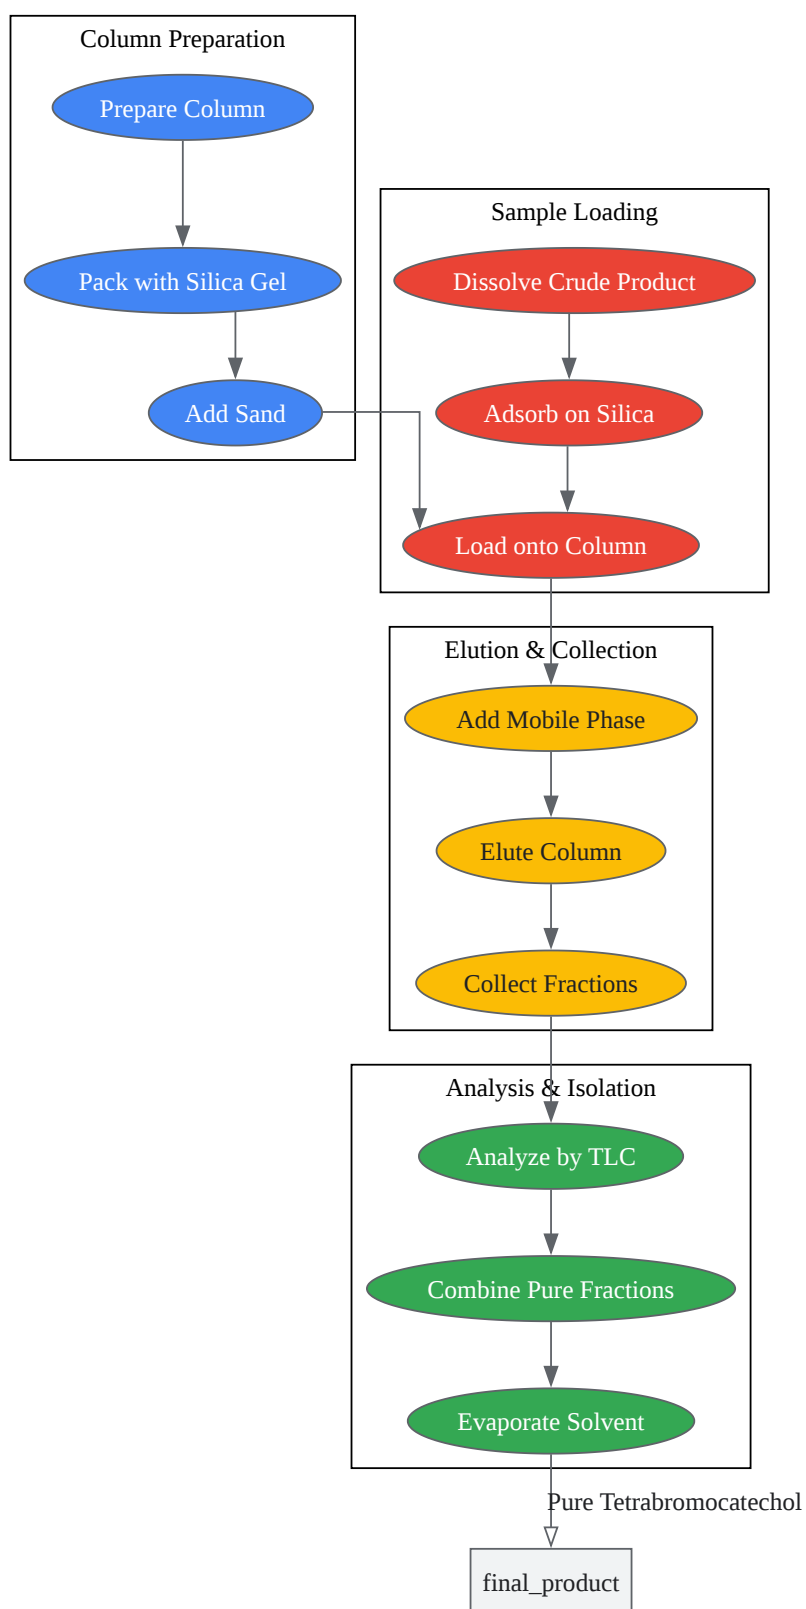 Column Preparation
Prepare Column
Pack with Silica Gel
Add Sand
Sample Loading
Dissolve Crude Product
Adsorb on Silica
Load onto Column
Elution & Collection
Add Mobile Phase
Elute Column
Collect Fractions
Analysis & Isolation
Analyze by TLC
Combine Pure Fractions
Evaporate Solvent
Pure Tetrabromocatechol
final_product